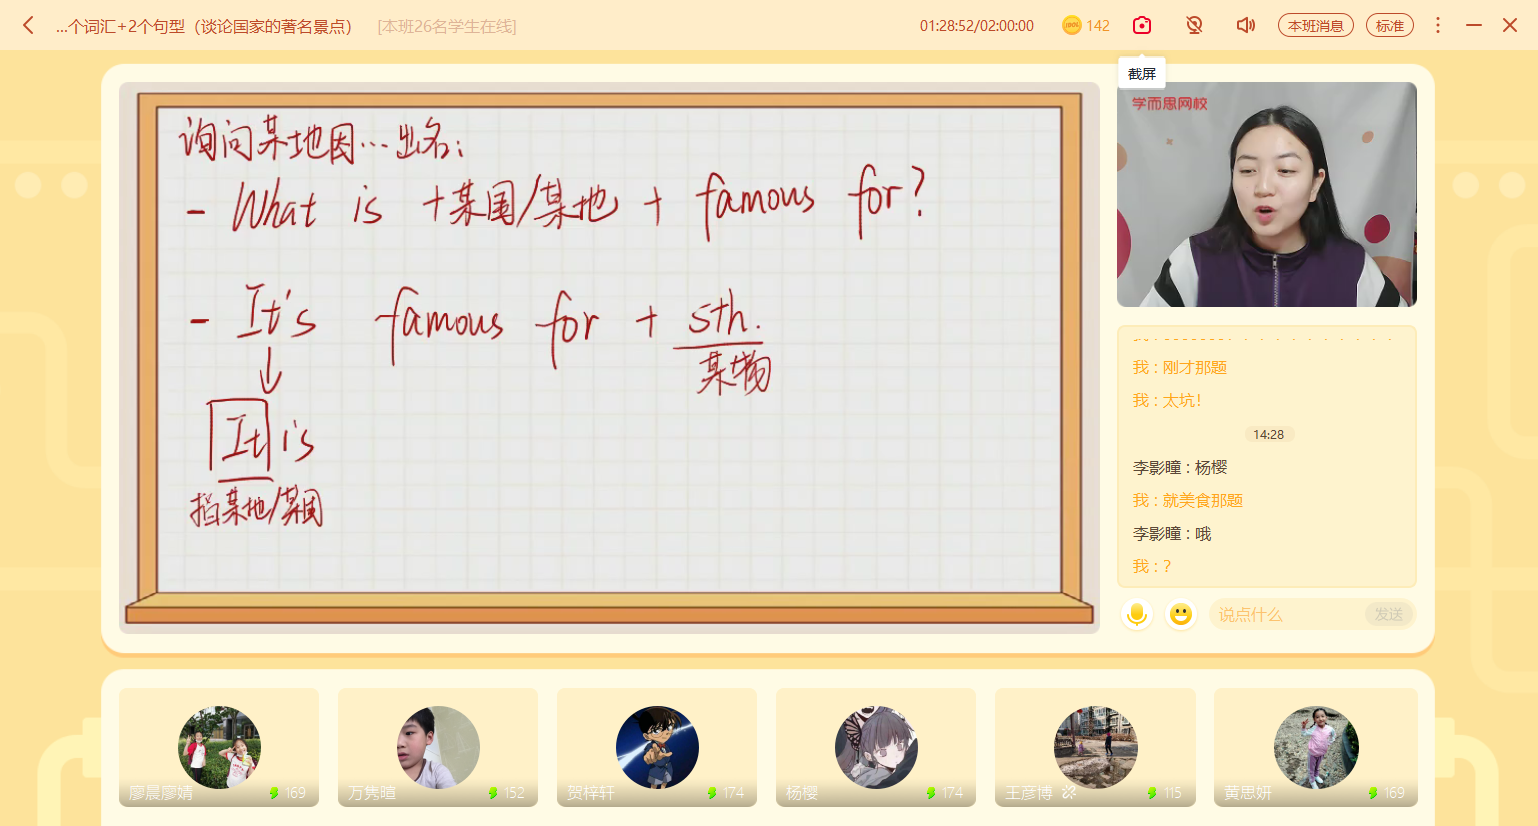 ...个词汇+2个句型（谈论国家的著名景点）
[本班26名学生在线]
01:28:52/02:00:00
142
本班消息
标准
截屏
学而思网校
询问某地因…出名:
- What is +某国/某地 + famous for?
- It's famous for + sth.
某物
It is
指某地/某国
我 : 刚才那题
我 : 太坑！
14:28
李影瞳 : 杨樱
我 : 就美食那题
李影瞳 : 哦
我 : ?
说点什么
发送
廖晨廖婧 169
万隽暄 152
贺梓轩 174
杨樱 174
王彦博 115
黄思妍 169